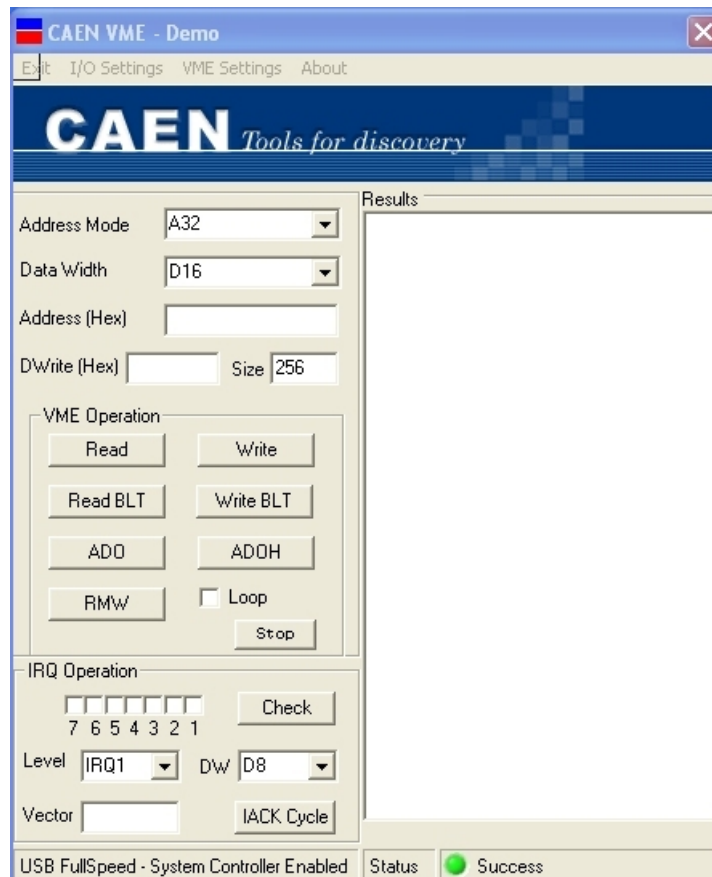 CAEN VME - Demo
Exit I/O Settings VME Settings About
CAEN Tools for discovery
Results
Address Mode A32
Data Width D16
Address (Hex)
DWrite (Hex) Size 256
VME Operation
Read Write
Read BLT Write BLT
ADO ADOH
RMW Loop
Stop
IRQ Operation
Check
7 6 5 4 3 2 1
Level IRQ1 DW D8
Vector IACK Cycle
USB FullSpeed - System Controller Enabled Status Success